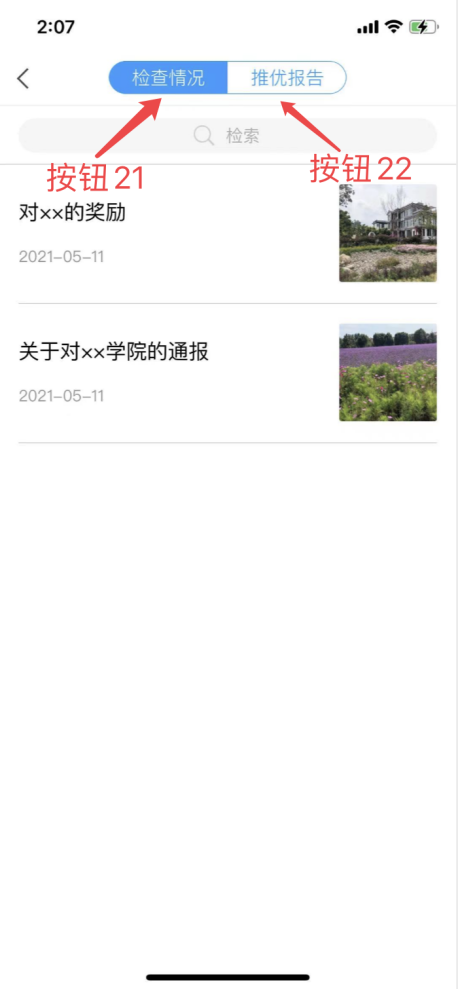 2:07
检查情况 推优报告
检索
按钮21 按钮22
对××的奖励
2021-05-11
关于对××学院的通报
2021-05-11